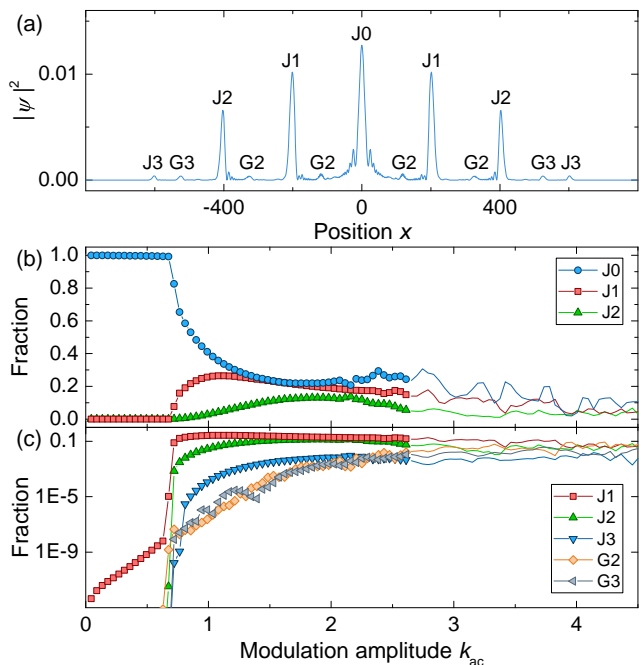 (a)
J0
J1 J1
J2 J2
J3 G3 G2 G2 G2 G2 G3 J3
|ψ|²
0.01
0.00
-400 0 400
Position x
(b)
1.0
0.8
0.6
0.4
0.2
0.0
Fraction
J0
J1
J2
(c)
0.1
1E-5
1E-9
Fraction
J1
J2
J3
G2
G3
0 1 2 3 4
Modulation amplitude k_ac